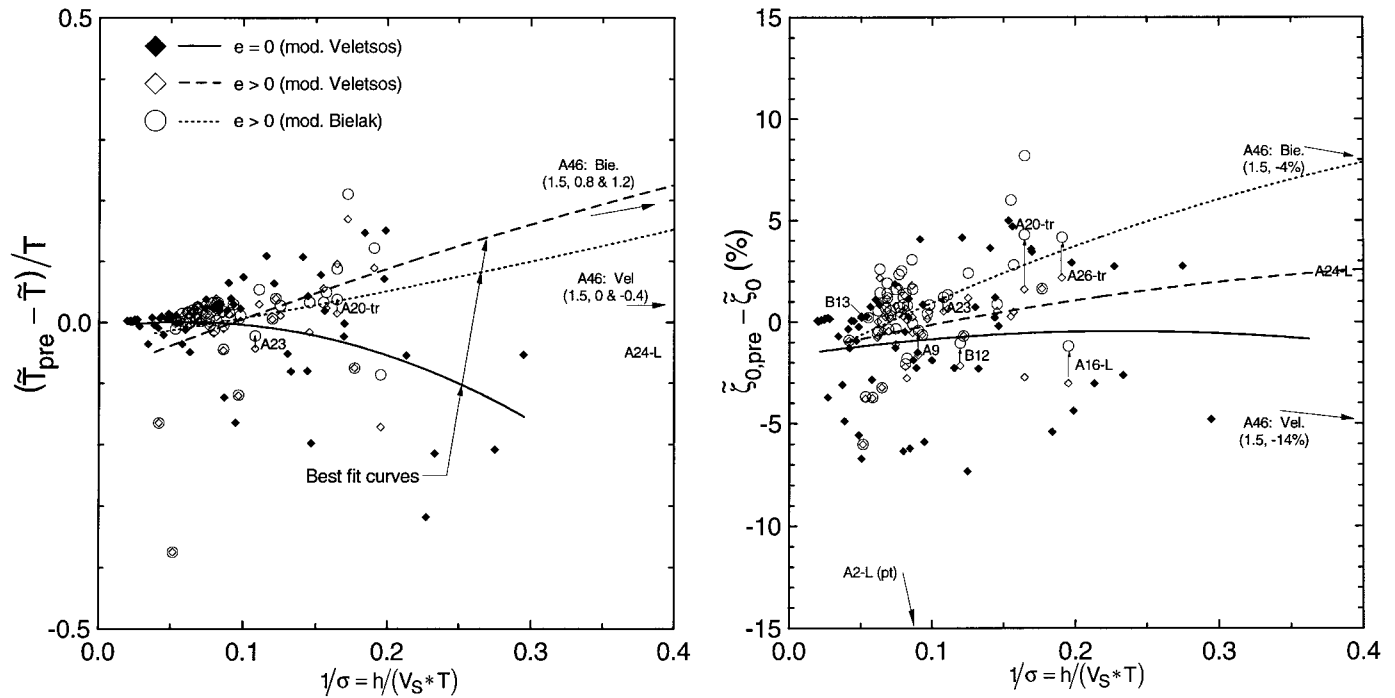 0.5
e = 0 (mod. Veletsos)
e > 0 (mod. Veletsos)
e > 0 (mod. Bielak)
A46: Bie.
(1.5, 0.8 & 1.2)
A46: Vel
(1.5, 0 & -0.4)
A20-tr
A23
A24-L
Best fit curves
0.0
-0.5
(T̃pre – T̃) / T
0.0
0.1
0.2
0.3
0.4
1/σ = h/(VS*T)
15
10
5
0
-5
-10
-15
ζ̃0,pre – ζ̃0 (%)
A46: Bie.
(1.5, -4%)
A20-tr
A26-tr
A24-L
B13
A23
A9
B12
A16-L
A46: Vel.
(1.5, -14%)
A2-L (pt)
0.0
0.1
0.2
0.3
0.4
1/σ = h/(VS*T)